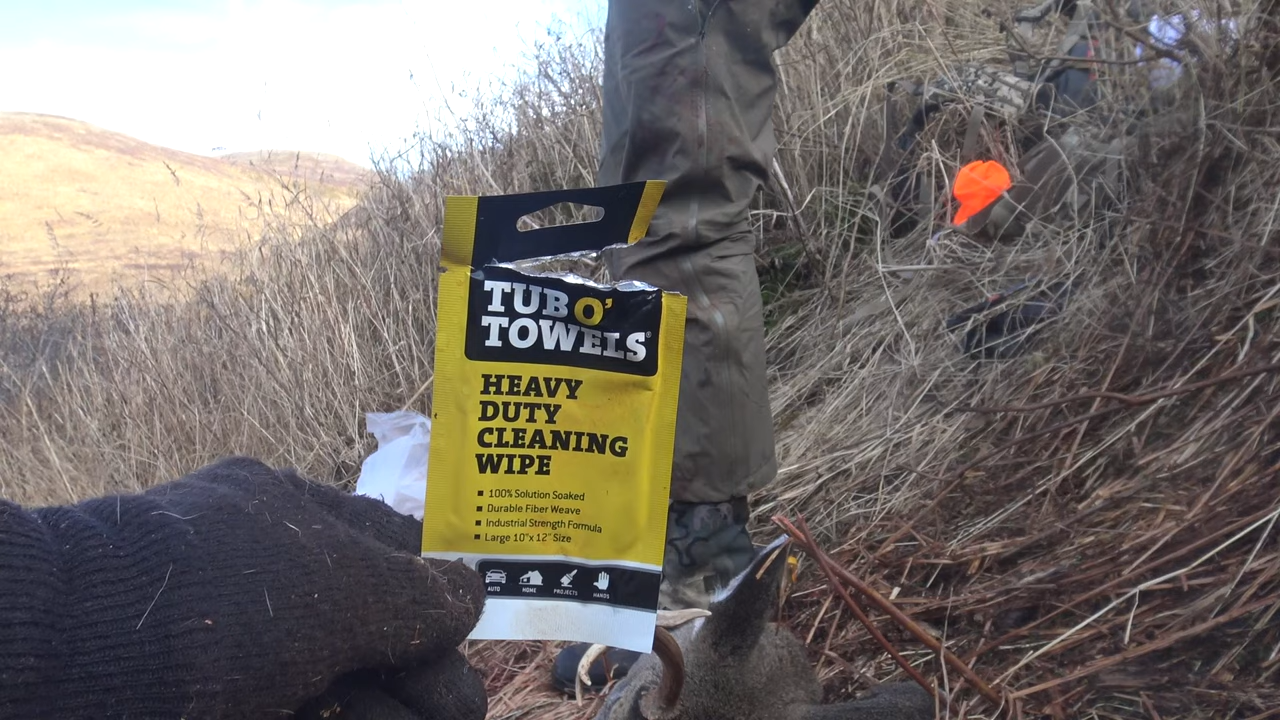 TUB O'
TOWELS®
HEAVY
DUTY
CLEANING
WIPE
▪ 100% Solution Soaked
▪ Durable Fiber Weave
▪ Industrial Strength Formula
▪ Large 10"x 12" Size
AUTO HOME PROJECTS HANDS